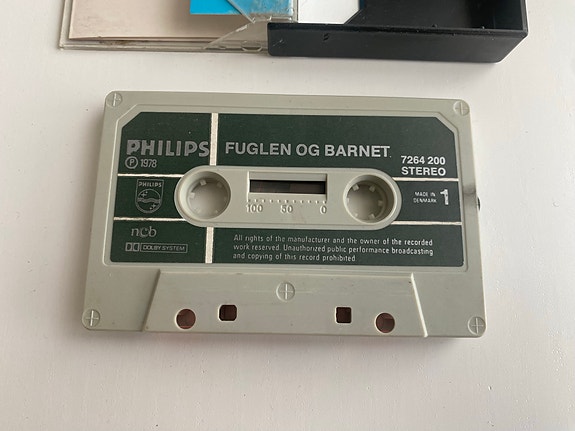 PHILIPS
Ⓟ 1978
FUGLEN OG BARNET
7264 200
STEREO
PHILIPS
100 50 0
MADE IN
DENMARK
1
ncb
DOLBY SYSTEM
All rights of the manufacturer and the owner of the recorded
work reserved. Unauthorized public performance broadcasting
and copying of this record prohibited